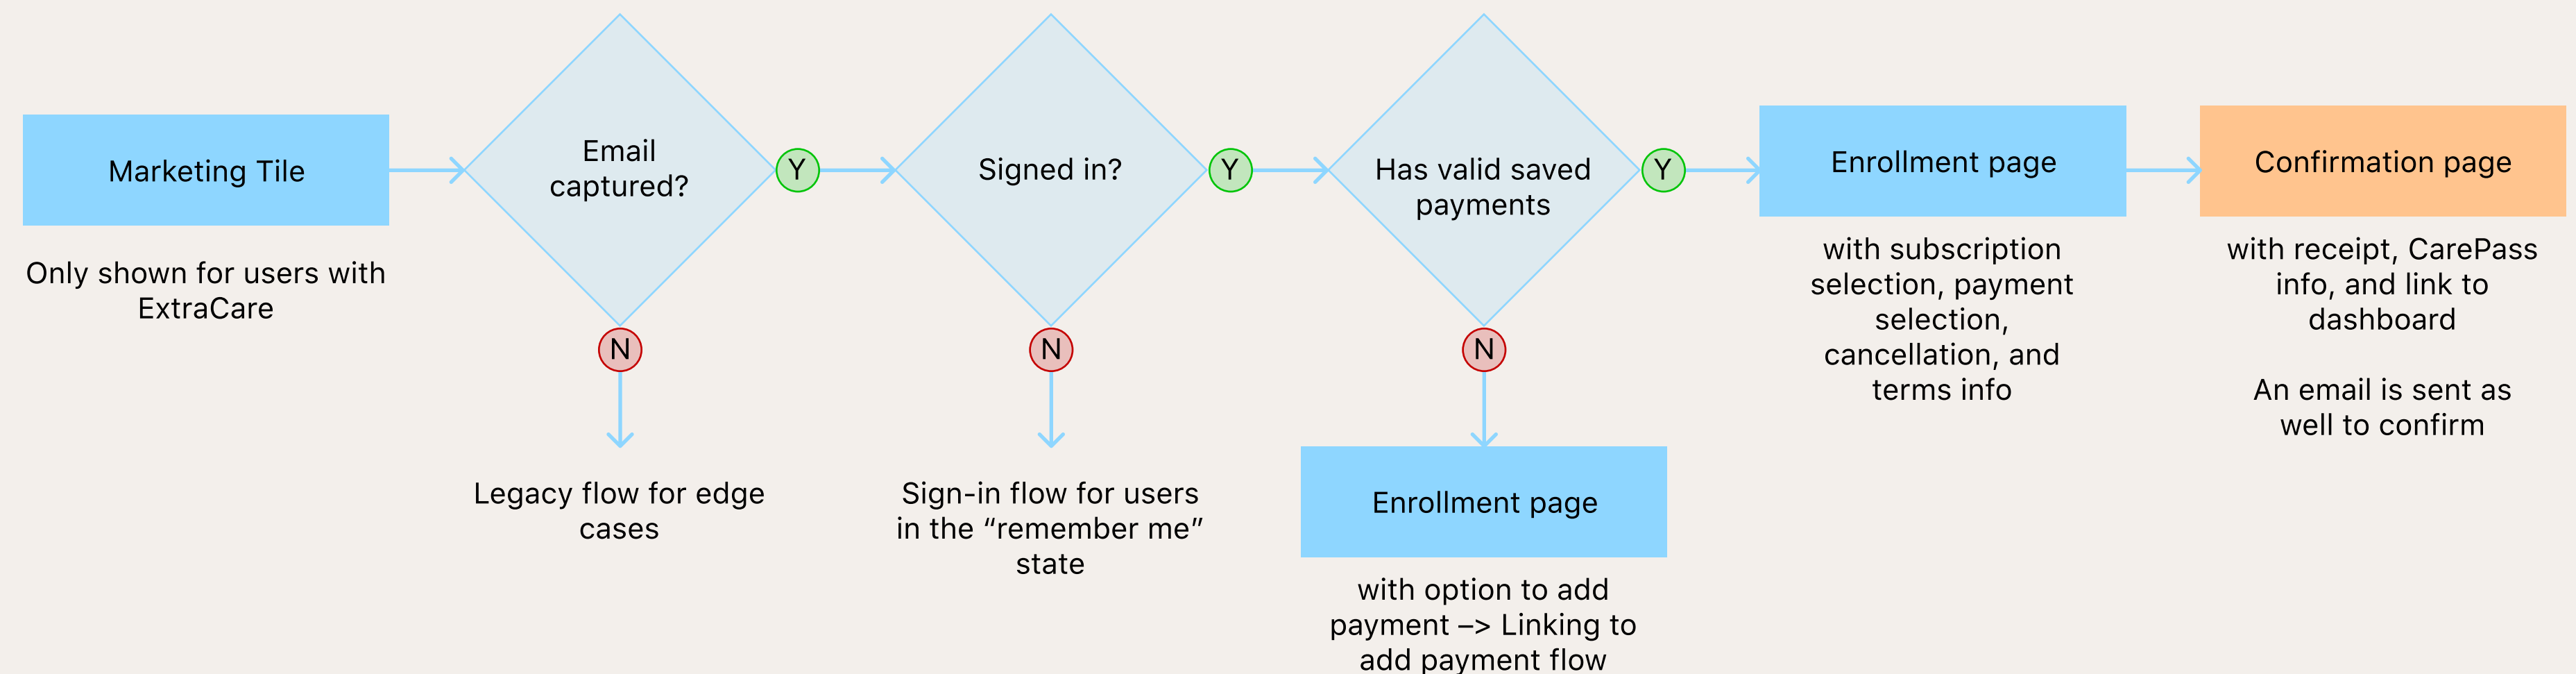 Marketing Tile
Only shown for users with
ExtraCare
Email
captured?
Y
N
Legacy flow for edge
cases
Signed in?
Y
N
Sign-in flow for users
in the “remember me”
state
Has valid saved
payments
Y
N
Enrollment page
with option to add
payment –> Linking to
add payment flow
Enrollment page
with subscription
selection, payment
selection,
cancellation, and
terms info
Confirmation page
with receipt, CarePass
info, and link to
dashboard
An email is sent as
well to confirm